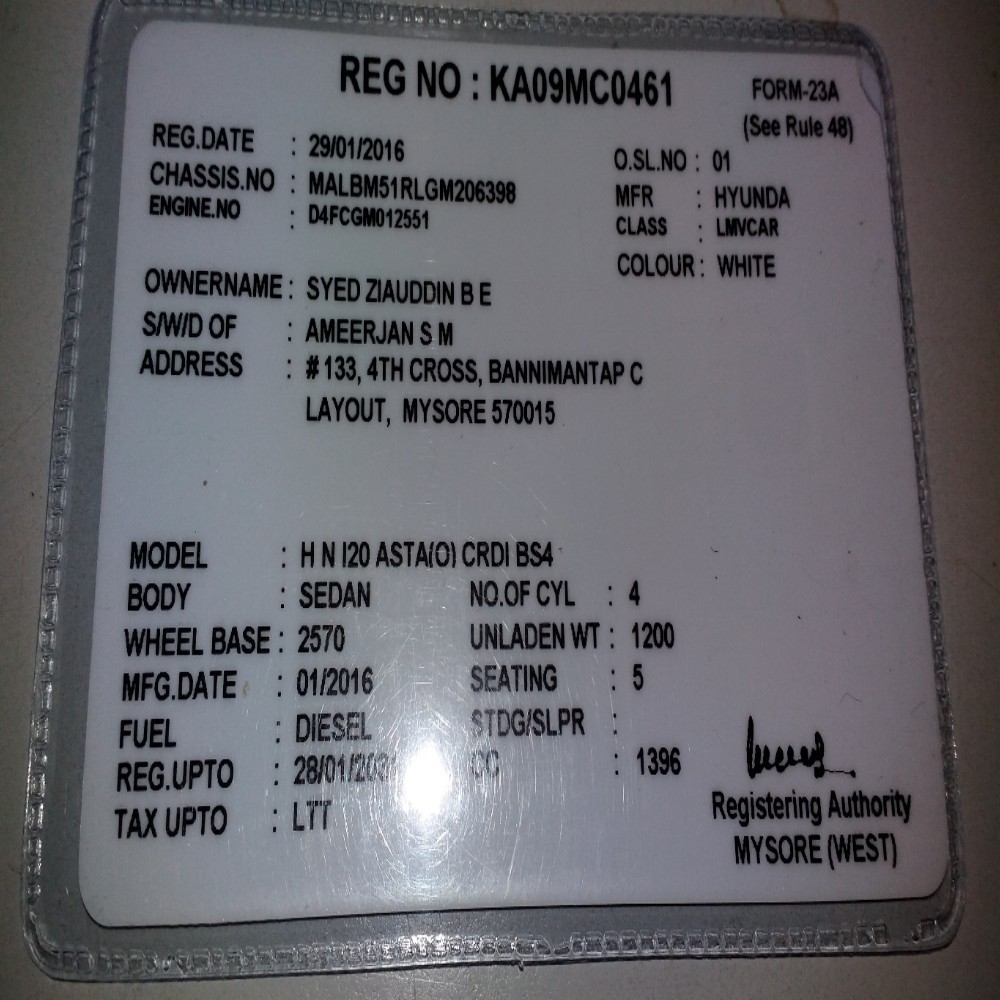 REG NO : KA09MC0461
FORM-23A
(See Rule 48)
REG.DATE : 29/01/2016
O.SL.NO : 01
CHASSIS.NO : MALBM51RLGM206398
MFR : HYUNDA
ENGINE.NO : D4FCGM012551
CLASS : LMVCAR
COLOUR : WHITE
OWNERNAME : SYED ZIAUDDIN B E
S/W/D OF : AMEERJAN S M
ADDRESS : # 133, 4TH CROSS, BANNIMANTAP C
LAYOUT, MYSORE 570015
MODEL : H N I20 ASTA(O) CRDI BS4
BODY : SEDAN NO.OF CYL : 4
WHEEL BASE : 2570 UNLADEN WT : 1200
MFG.DATE : 01/2016 SEATING : 5
FUEL : DIESEL STDG/SLPR :
REG.UPTO : CC : 1396
TAX UPTO : LTT
Registering Authority
MYSORE (WEST)